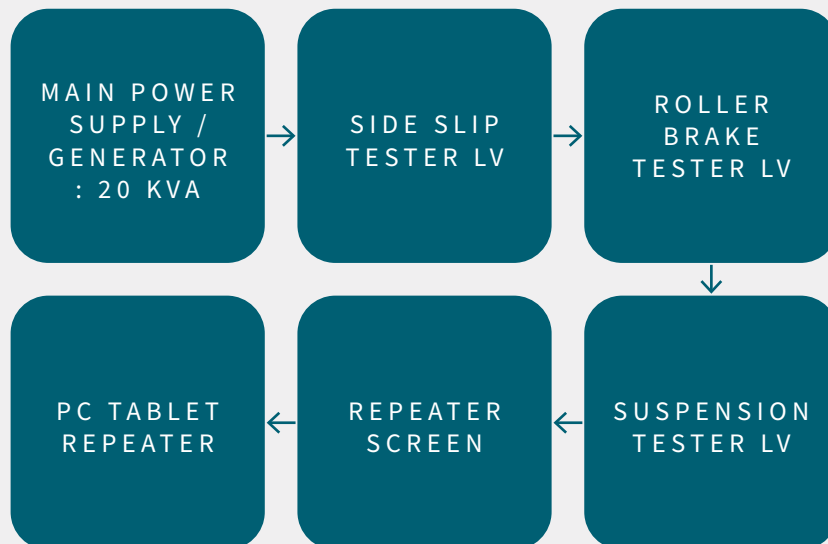 MAIN POWER
SUPPLY /
GENERATOR
: 20 KVA
SIDE SLIP
TESTER LV
ROLLER
BRAKE
TESTER LV
PC TABLET
REPEATER
REPEATER
SCREEN
SUSPENSION
TESTER LV